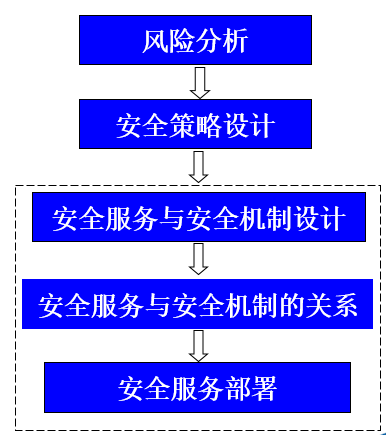 风险分析
安全策略设计
安全服务与安全机制设计
安全服务与安全机制的关系
安全服务部署